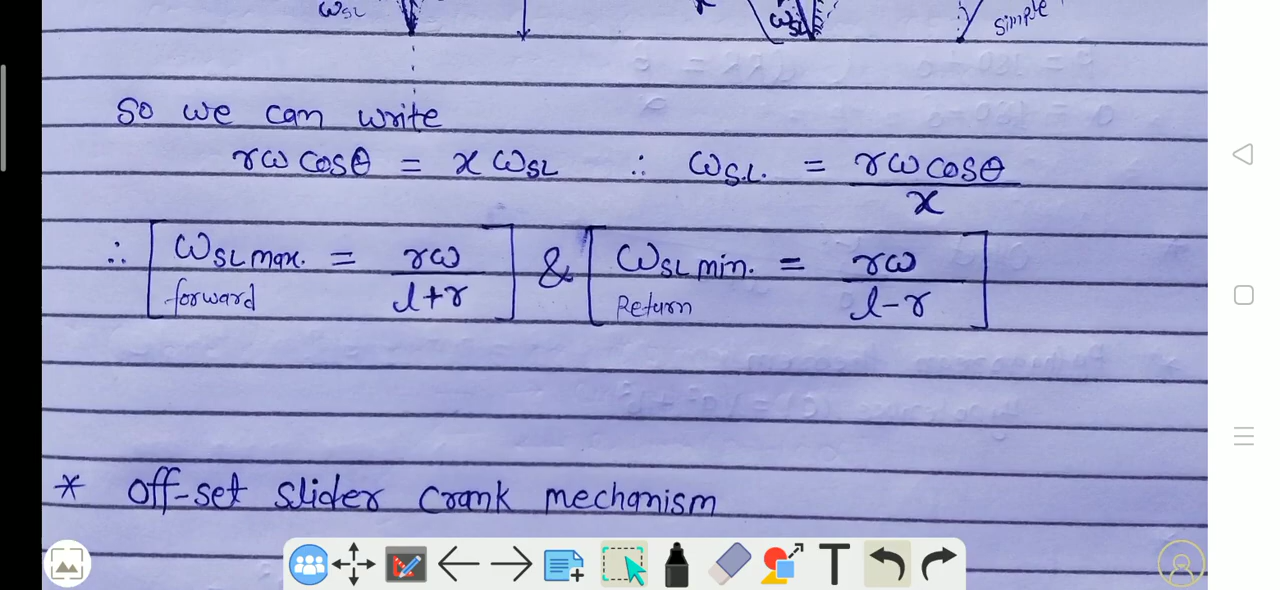 ωSL ωSL simple
So we can write
rω cosθ = x ωSL ∴ ωS.L. = rω cosθ / x
∴ [ωSL max. = rω / l+r] & [ωSL min. = rω / l-r]
forward Return
* Off-set slider crank mechanism
T